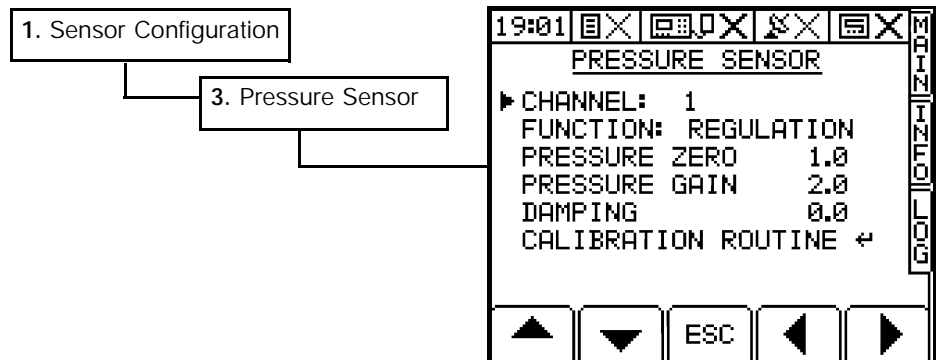 1. Sensor Configuration
3. Pressure Sensor
19:01
PRESSURE SENSOR
CHANNEL: 1
FUNCTION: REGULATION
PRESSURE ZERO 1.0
PRESSURE GAIN 2.0
DAMPING 0.0
CALIBRATION ROUTINE ↵
MAIN
INFO
LOG
ESC